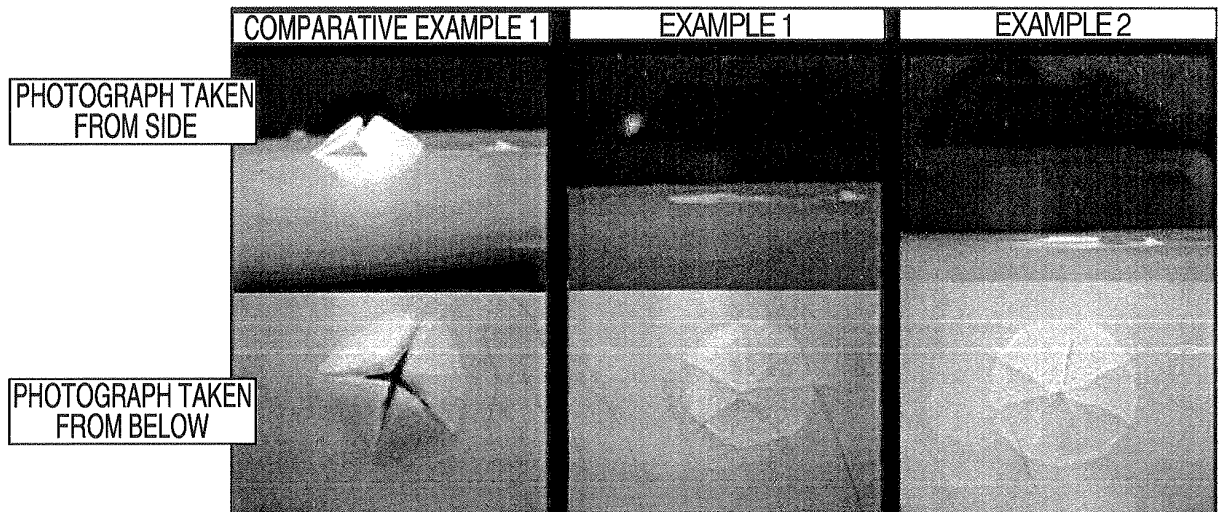 COMPARATIVE EXAMPLE 1
EXAMPLE 1
EXAMPLE 2
PHOTOGRAPH TAKEN
FROM SIDE
PHOTOGRAPH TAKEN
FROM BELOW